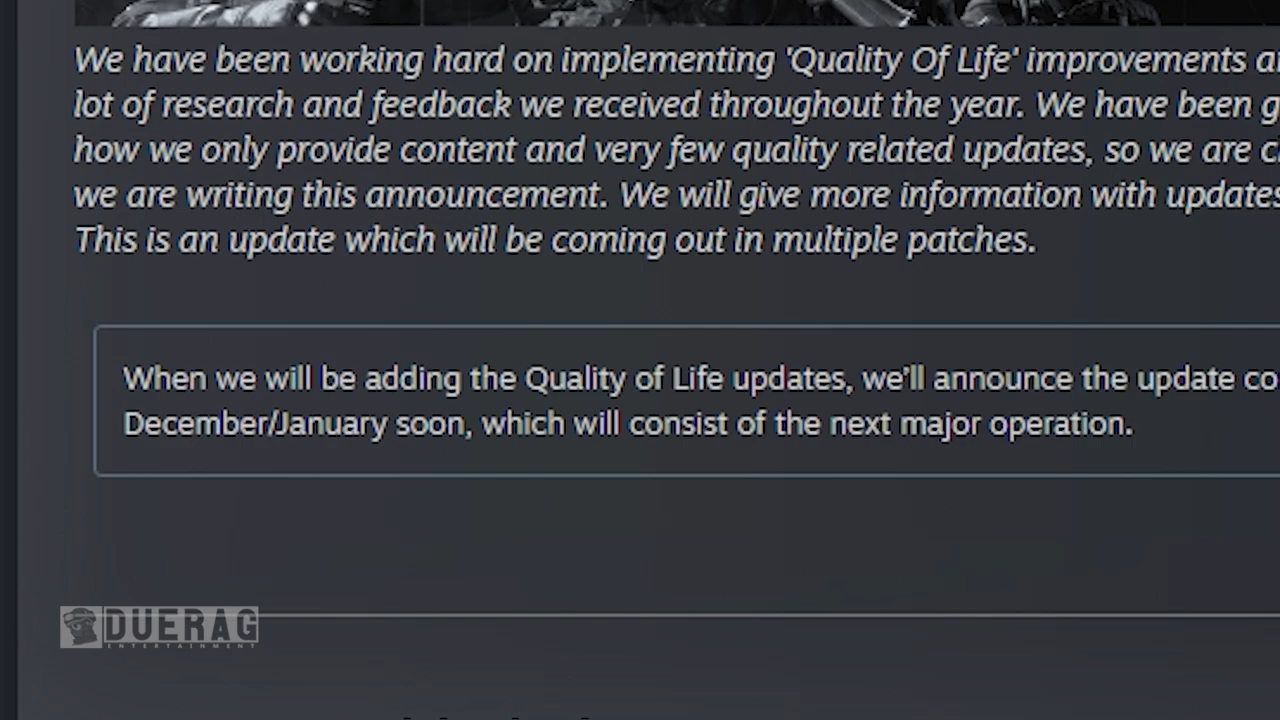 We have been working hard on implementing 'Quality Of Life' improvements
lot of research and feedback we received throughout the year. We have been
how we only provide content and very few quality related updates, so we are
we are writing this announcement. We will give more information with updates
This is an update which will be coming out in multiple patches.
When we will be adding the Quality of Life updates, we'll announce the update
December/January soon, which will consist of the next major operation.
DUERAG
ENTERTAINMENT